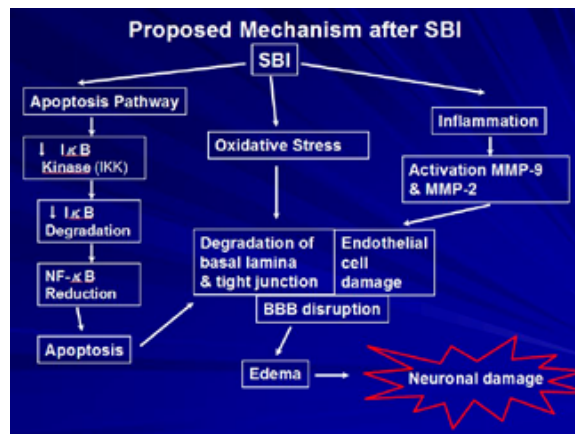 Proposed Mechanism after SBI
SBI
Apoptosis Pathway
↓ IκB
Kinase (IKK)
↓ IκB
Degradation
NF-κB
Reduction
Apoptosis
Oxidative Stress
Inflammation
Activation MMP-9
& MMP-2
Degradation of
basal lamina
& tight junction
Endothelial
cell
damage
BBB disruption
Edema
Neuronal damage